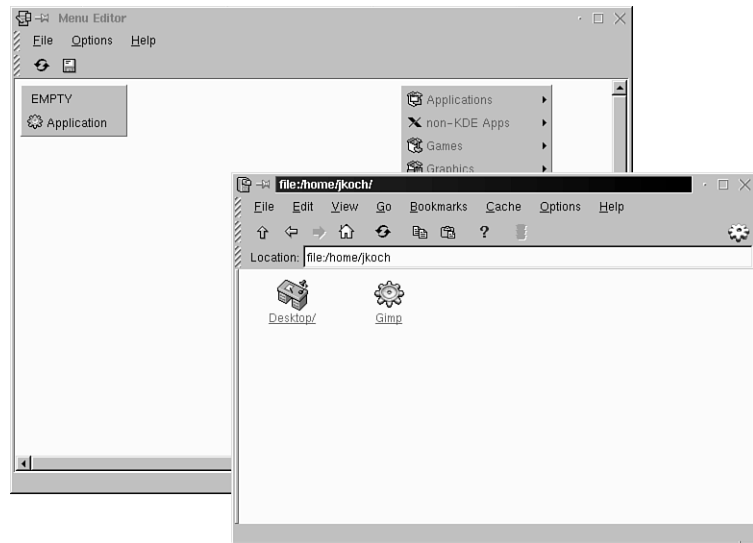 Menu Editor
File Options Help
EMPTY
Application
Applications
non-KDE Apps
Games
Graphics
file:/home/jkoch/
File Edit View Go Bookmarks Cache Options Help
?
Location: file:/home/jkoch
Desktop/ Gimp